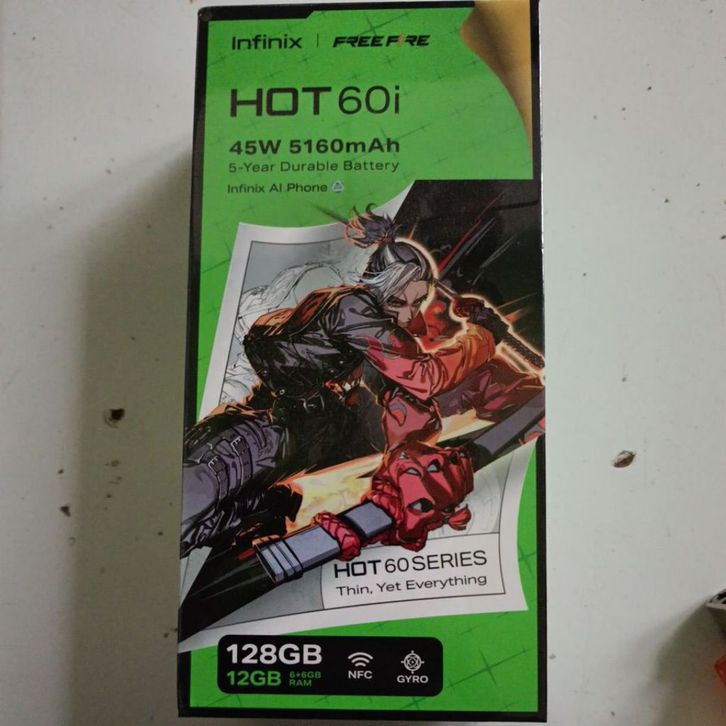 Infinix | FREE FIRE
HOT 60i
45W 5160mAh
5-Year Durable Battery
Infinix AI Phone
HOT 60 SERIES
Thin, Yet Everything
128GB
12GB 6+6GB RAM
NFC
GYRO